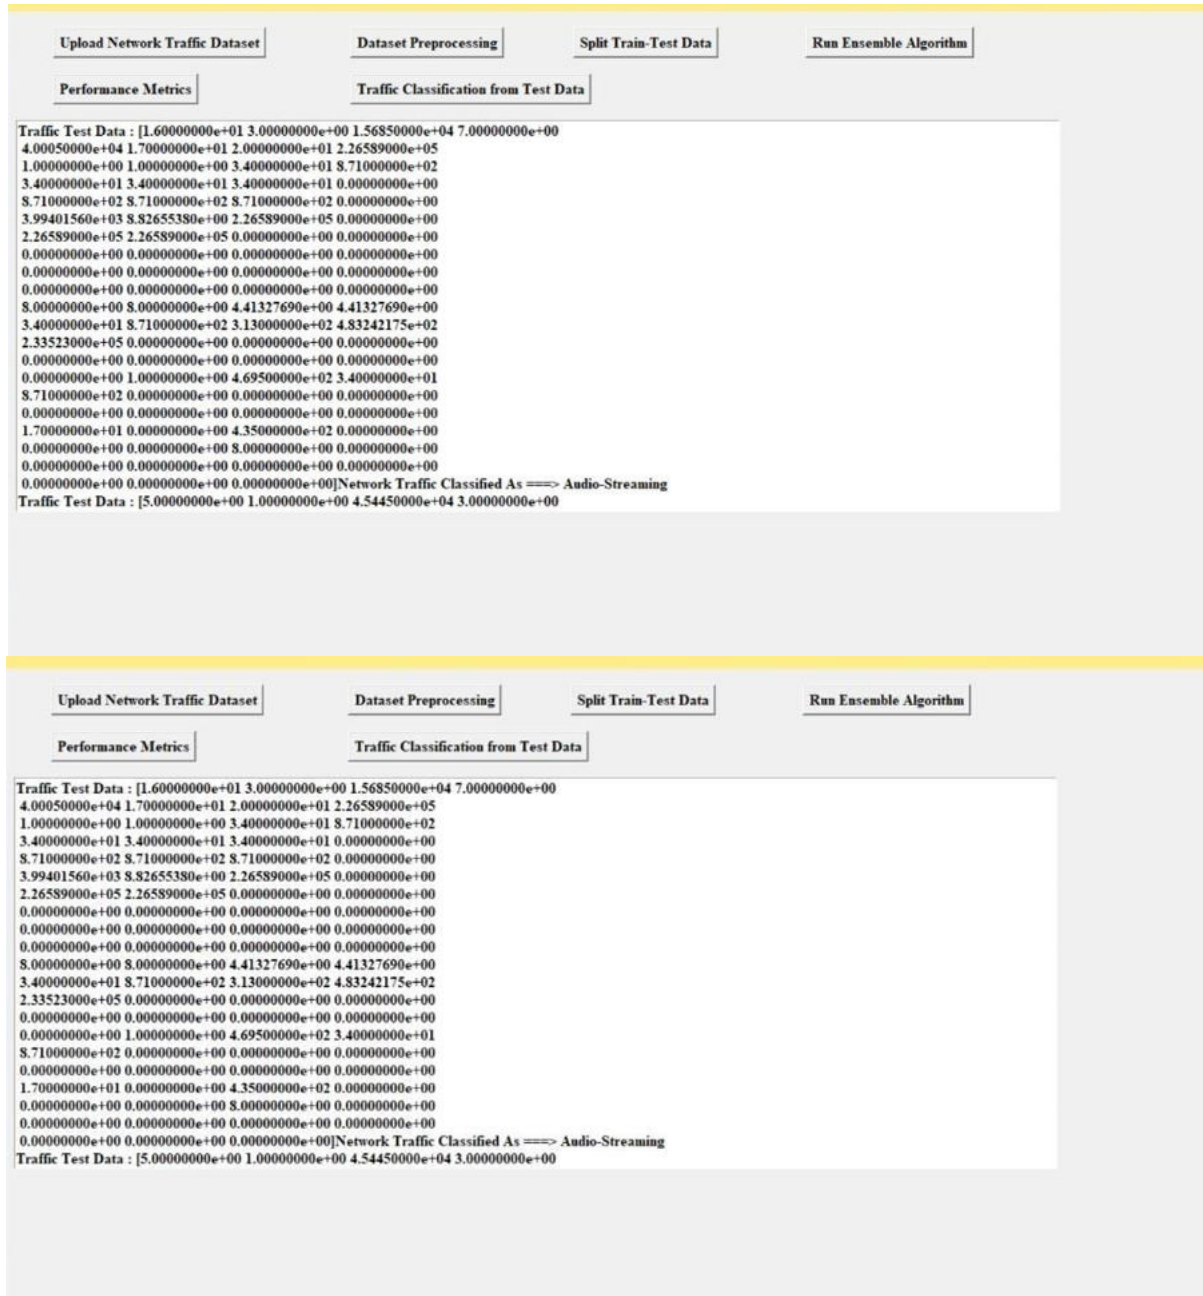 Upload Network Traffic Dataset Dataset Preprocessing Split Train-Test Data Run Ensemble Algorithm
Performance Metrics Traffic Classification from Test Data
Traffic Test Data : [1.60000000e+01 3.00000000e+00 1.56850000e+04 7.00000000e+00
4.00050000e+04 1.70000000e+01 2.00000000e+01 2.26589000e+05
1.00000000e+00 1.00000000e+00 3.40000000e+01 8.71000000e+02
3.40000000e+01 3.40000000e+01 3.40000000e+01 0.00000000e+00
8.71000000e+02 8.71000000e+02 8.71000000e+02 0.00000000e+00
3.99401560e+03 8.82655380e+00 2.26589000e+05 0.00000000e+00
2.26589000e+05 2.26589000e+05 0.00000000e+00 0.00000000e+00
0.00000000e+00 0.00000000e+00 0.00000000e+00 0.00000000e+00
0.00000000e+00 0.00000000e+00 0.00000000e+00 0.00000000e+00
0.00000000e+00 0.00000000e+00 0.00000000e+00 0.00000000e+00
8.00000000e+00 8.00000000e+00 4.41327690e+00 4.41327690e+00
3.40000000e+01 8.71000000e+02 3.13000000e+02 4.83242175e+02
2.33523000e+05 0.00000000e+00 0.00000000e+00 0.00000000e+00
0.00000000e+00 0.00000000e+00 0.00000000e+00 0.00000000e+00
0.00000000e+00 1.00000000e+00 4.69500000e+02 3.40000000e+01
8.71000000e+02 0.00000000e+00 0.00000000e+00 0.00000000e+00
0.00000000e+00 0.00000000e+00 0.00000000e+00 0.00000000e+00
1.70000000e+01 0.00000000e+00 4.35000000e+02 0.00000000e+00
0.00000000e+00 0.00000000e+00 8.00000000e+00 0.00000000e+00
0.00000000e+00 0.00000000e+00 0.00000000e+00 0.00000000e+00
0.00000000e+00 0.00000000e+00 0.00000000e+00]Network Traffic Classified As ===> Audio-Streaming
Traffic Test Data : [5.00000000e+00 1.00000000e+00 4.54450000e+04 3.00000000e+00
Upload Network Traffic Dataset Dataset Preprocessing Split Train-Test Data Run Ensemble Algorithm
Performance Metrics Traffic Classification from Test Data
Traffic Test Data : [1.60000000e+01 3.00000000e+00 1.56850000e+04 7.00000000e+00
4.00050000e+04 1.70000000e+01 2.00000000e+01 2.26589000e+05
1.00000000e+00 1.00000000e+00 3.40000000e+01 8.71000000e+02
3.40000000e+01 3.40000000e+01 3.40000000e+01 0.00000000e+00
8.71000000e+02 8.71000000e+02 8.71000000e+02 0.00000000e+00
3.99401560e+03 8.82655380e+00 2.26589000e+05 0.00000000e+00
2.26589000e+05 2.26589000e+05 0.00000000e+00 0.00000000e+00
0.00000000e+00 0.00000000e+00 0.00000000e+00 0.00000000e+00
0.00000000e+00 0.00000000e+00 0.00000000e+00 0.00000000e+00
0.00000000e+00 0.00000000e+00 0.00000000e+00 0.00000000e+00
8.00000000e+00 8.00000000e+00 4.41327690e+00 4.41327690e+00
3.40000000e+01 8.71000000e+02 3.13000000e+02 4.83242175e+02
2.33523000e+05 0.00000000e+00 0.00000000e+00 0.00000000e+00
0.00000000e+00 0.00000000e+00 0.00000000e+00 0.00000000e+00
0.00000000e+00 1.00000000e+00 4.69500000e+02 3.40000000e+01
8.71000000e+02 0.00000000e+00 0.00000000e+00 0.00000000e+00
0.00000000e+00 0.00000000e+00 0.00000000e+00 0.00000000e+00
1.70000000e+01 0.00000000e+00 4.35000000e+02 0.00000000e+00
0.00000000e+00 0.00000000e+00 8.00000000e+00 0.00000000e+00
0.00000000e+00 0.00000000e+00 0.00000000e+00 0.00000000e+00
0.00000000e+00 0.00000000e+00 0.00000000e+00]Network Traffic Classified As ===> Audio-Streaming
Traffic Test Data : [5.00000000e+00 1.00000000e+00 4.54450000e+04 3.00000000e+00